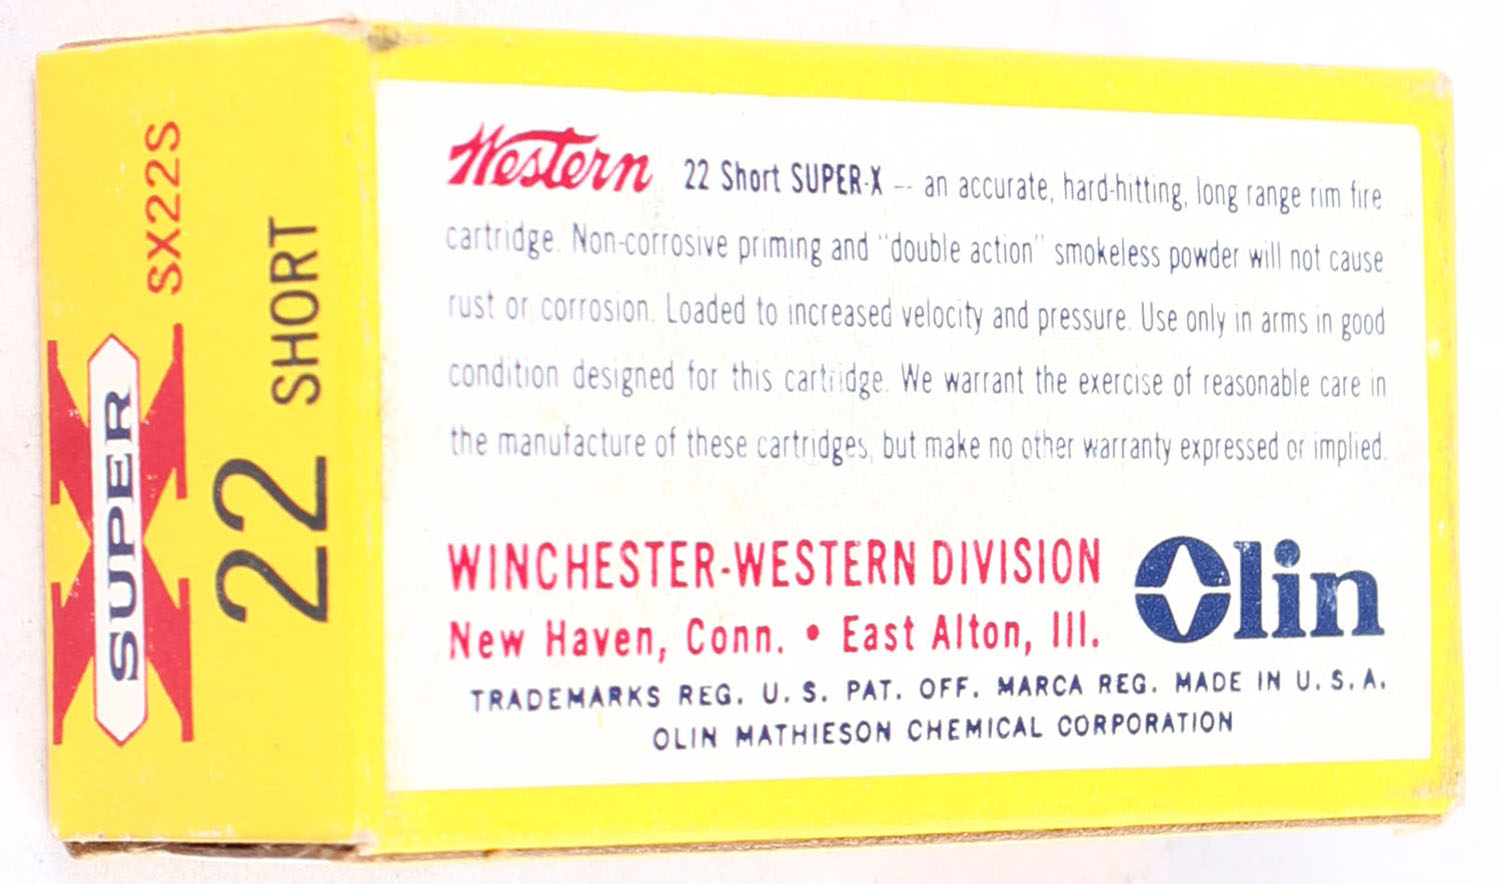 SUPER X
SX22S
22 SHORT
Western 22 Short SUPER-X -- an accurate, hard-hitting, long range rim fire
cartridge. Non-corrosive priming and "double action" smokeless powder will not cause
rust or corrosion. Loaded to increased velocity and pressure. Use only in arms in good
condition designed for this cartridge. We warrant the exercise of reasonable care in
the manufacture of these cartridges, but make no other warranty expressed or implied.
WINCHESTER-WESTERN DIVISION
New Haven, Conn. • East Alton, Ill.
Olin
TRADEMARKS REG. U. S. PAT. OFF. MARCA REG. MADE IN U. S. A.
OLIN MATHIESON CHEMICAL CORPORATION